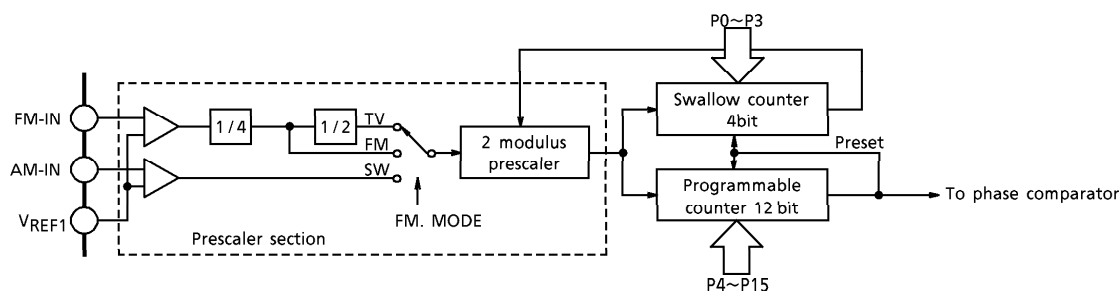 P0~P3
FM-IN
AM-IN
VREF1
1/4
1/2
TV
FM
SW
FM. MODE
Prescaler section
2 modulus
prescaler
Swallow counter
4bit
Preset
Programmable
counter 12 bit
To phase comparator
P4~P15